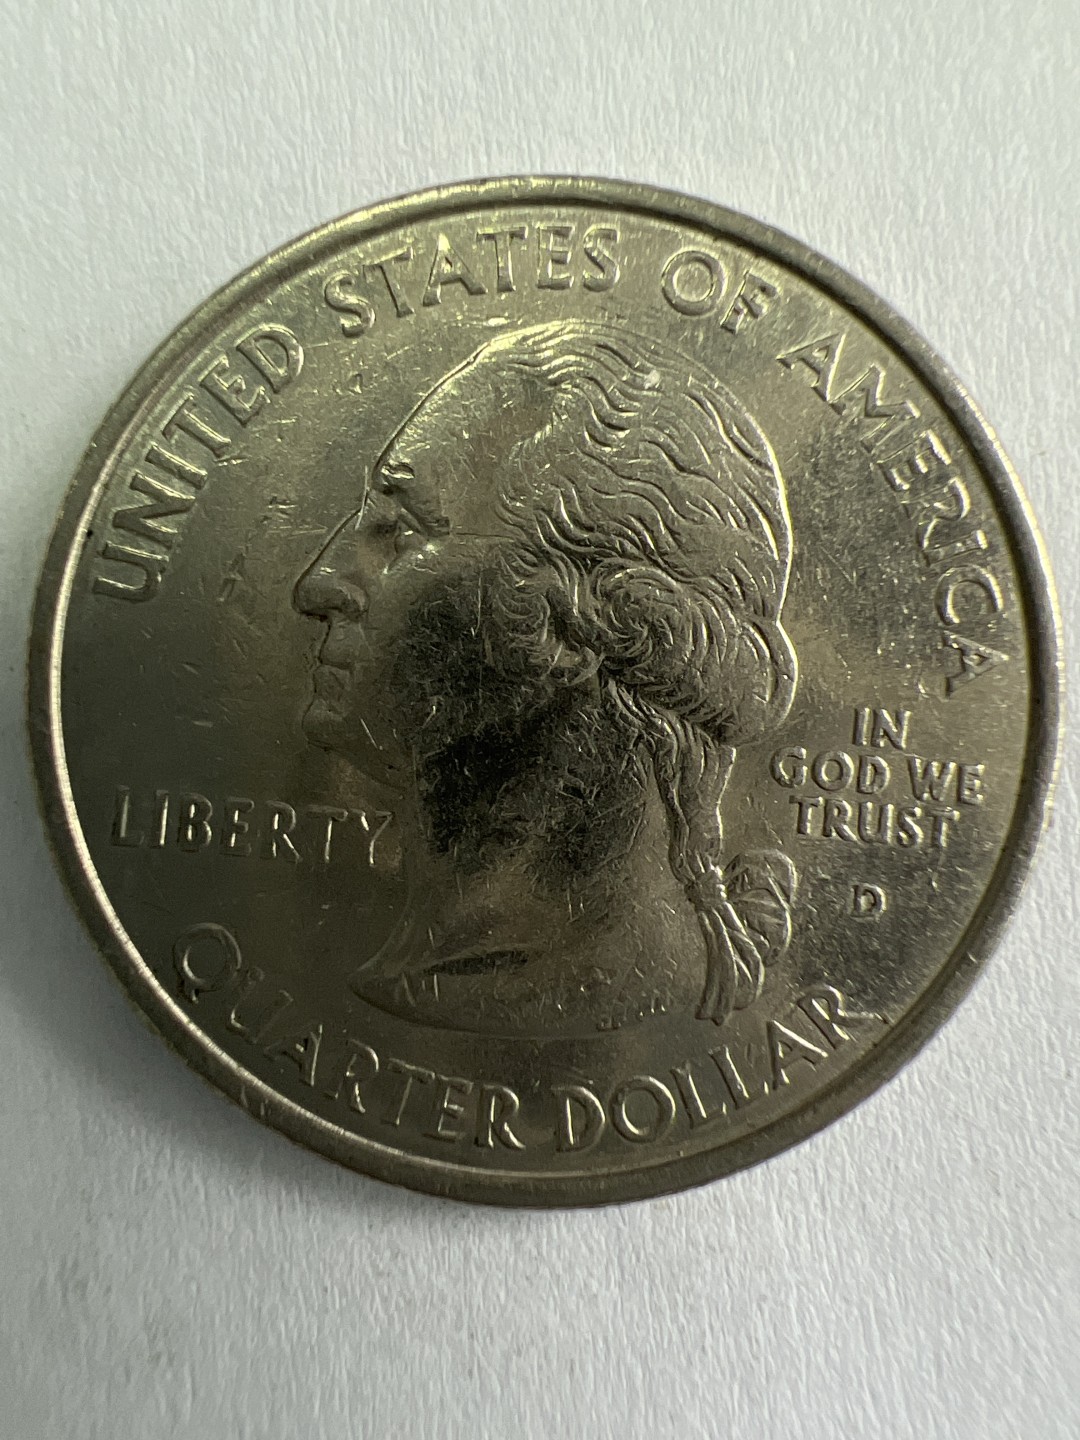 UNITED STATES OF AMERICA
IN
GOD WE
TRUST
LIBERTY
D
QUARTER DOLLAR